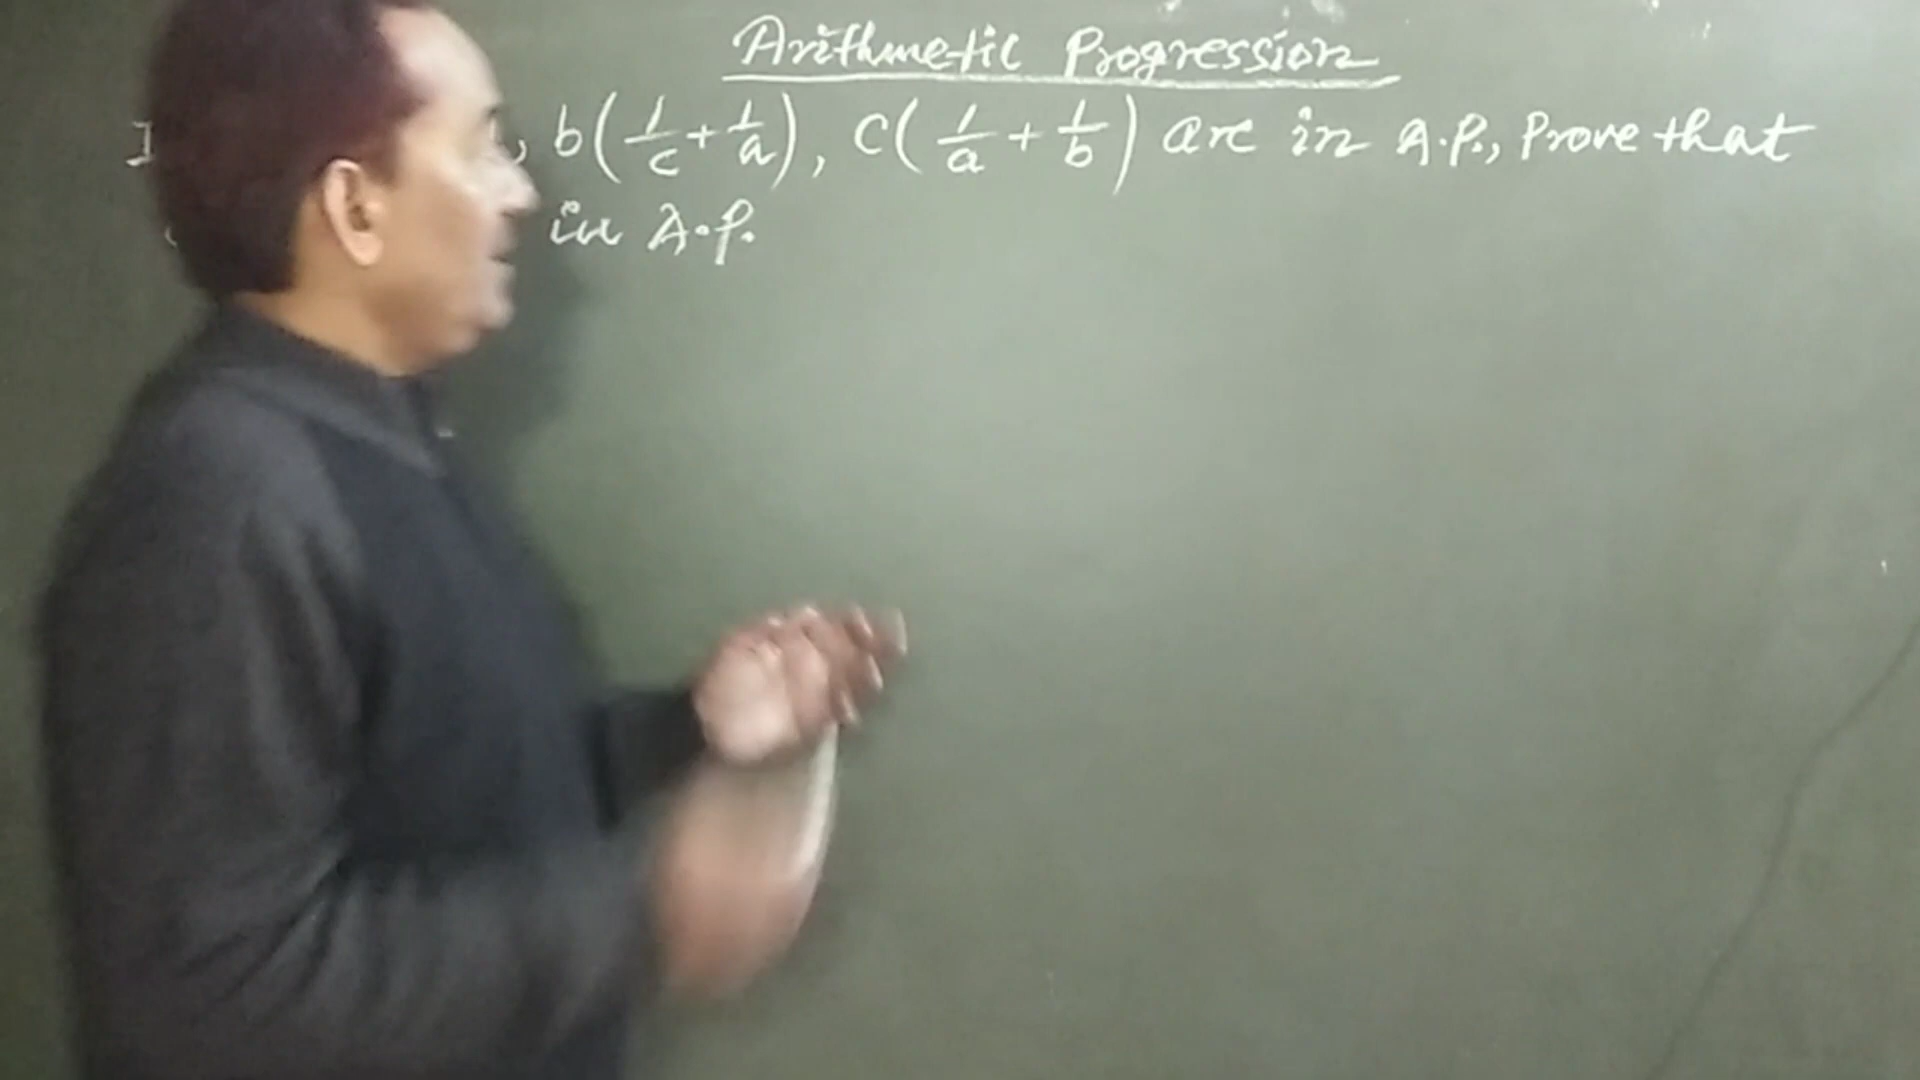 Arithmetic Progression
I , b(1/c + 1/a), c(1/a + 1/b) are in A.P., Prove that
in A.P.